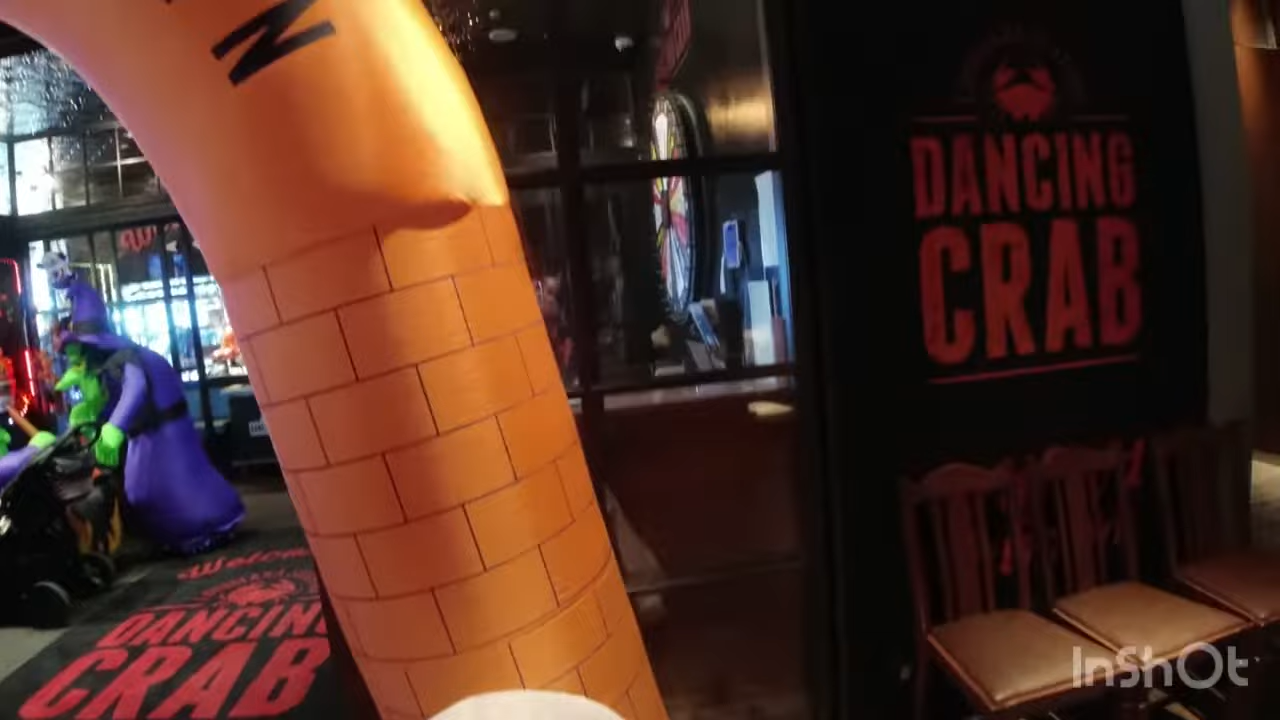 N
DANCING
CRAB
Welcome
DANCING
CRAB
InShOt